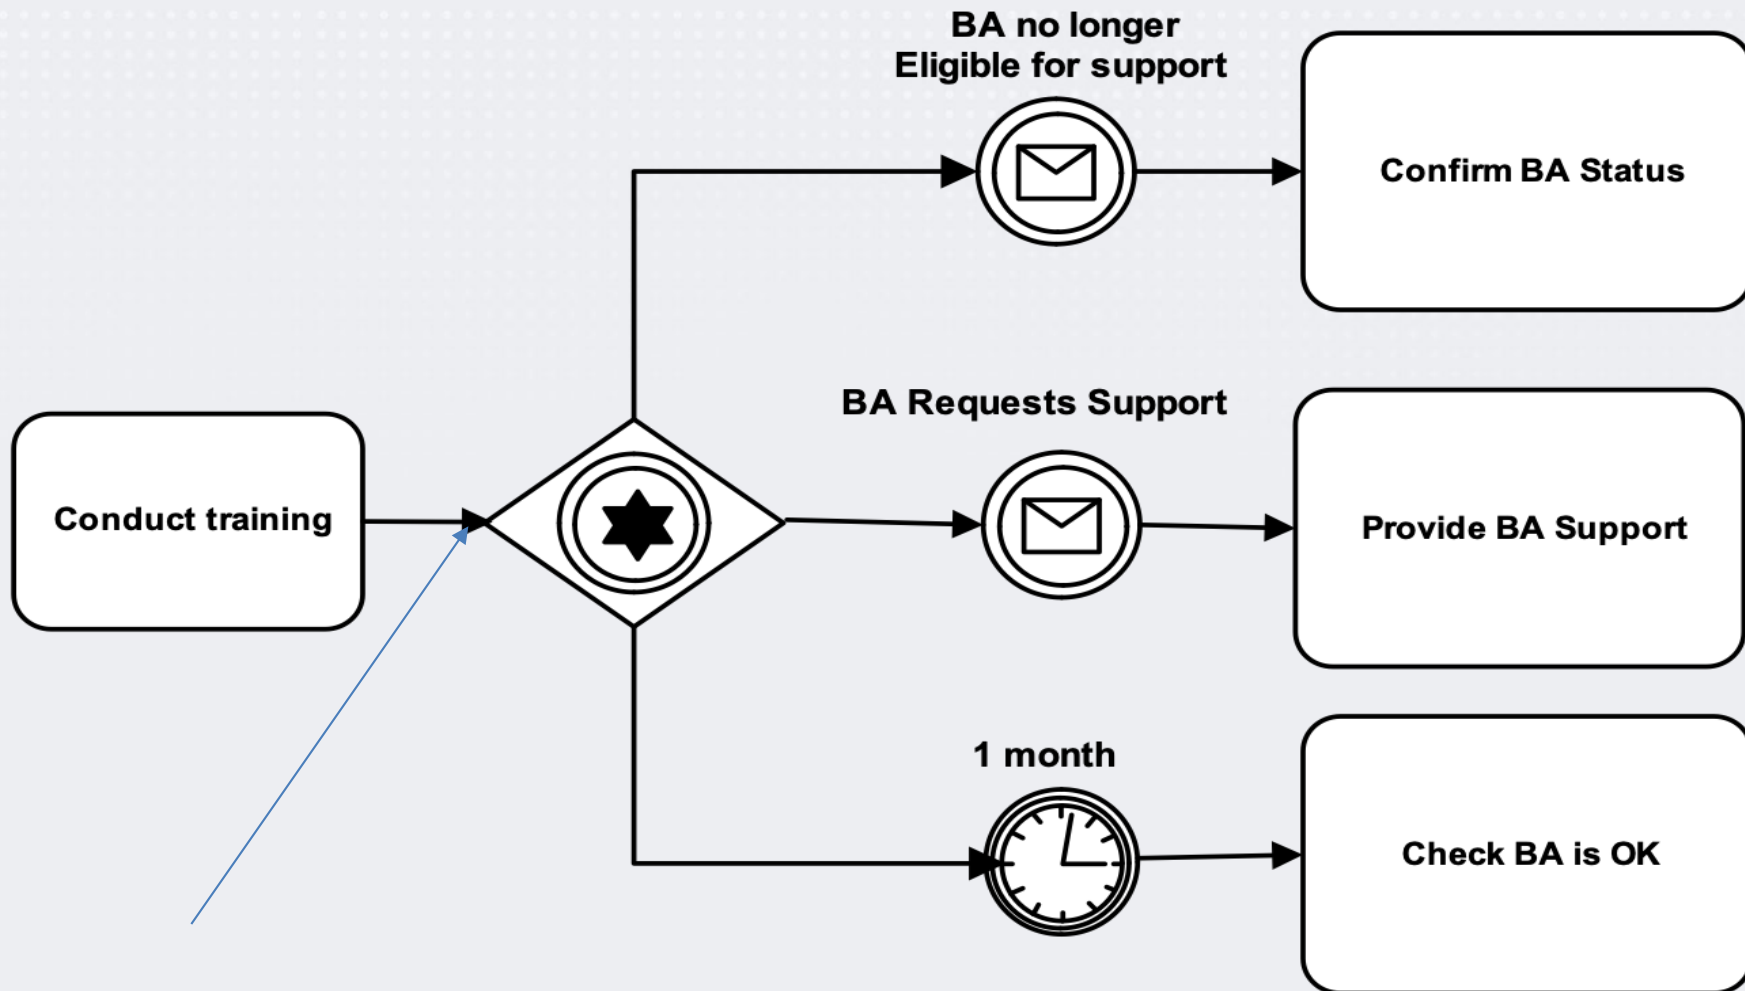 BA no longer
Eligible for support
Confirm BA Status
BA Requests Support
Conduct training
Provide BA Support
1 month
Check BA is OK